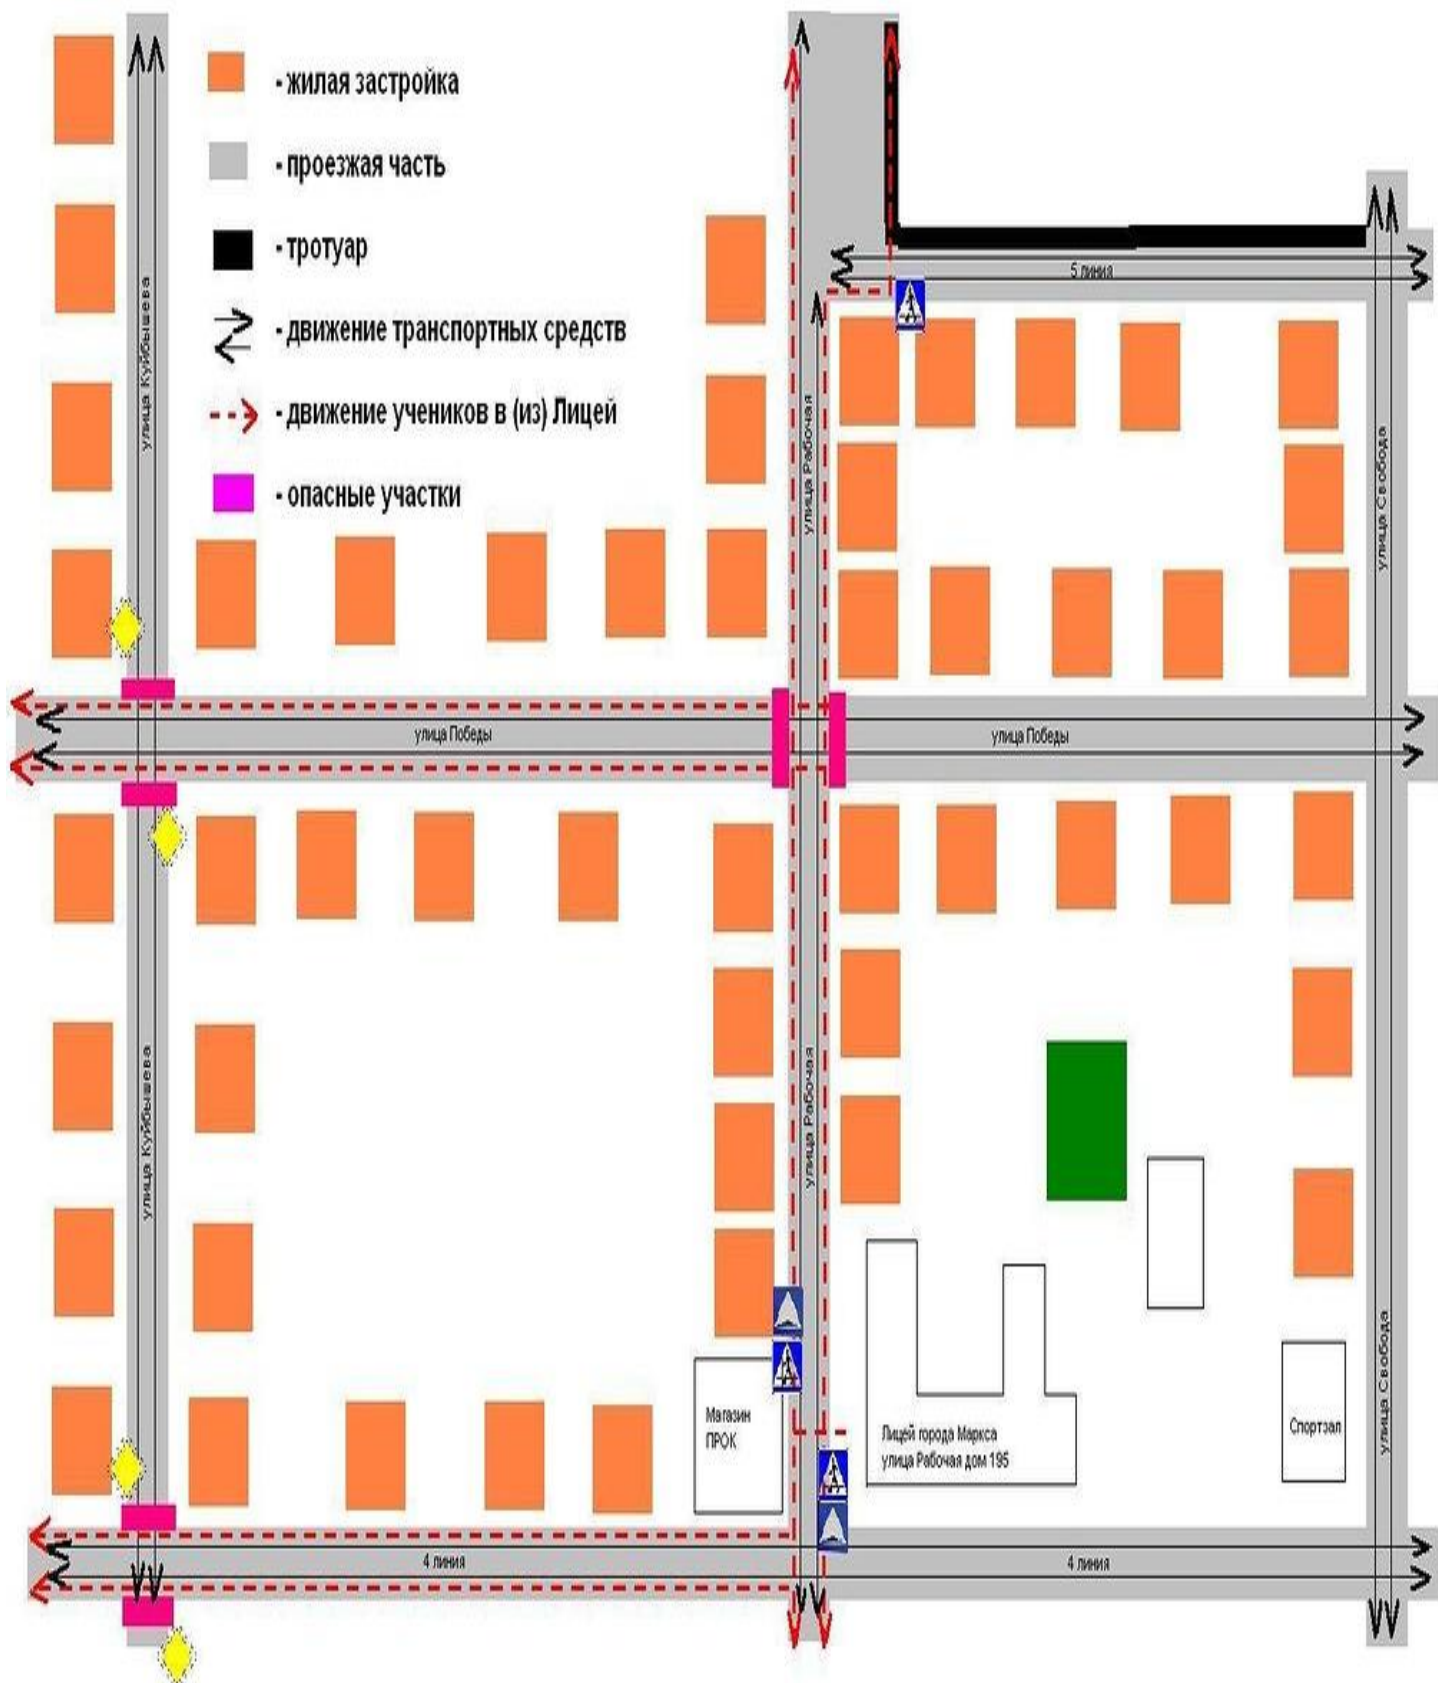 - жилая застройка
- проезжая часть
- тротуар
- движение транспортных средств
- движение учеников в (из) Лицей
- опасные участки
улица Куйбышева
улица Рабочая
5 линия
улица Свобода
улица Победы
улица Победы
улица Куйбышева
улица Рабочая
Магазин
ПРОК
Лицей города Маркса
улица Рабочая дом 195
Спортзал
улица Свобода
4 линия
4 линия